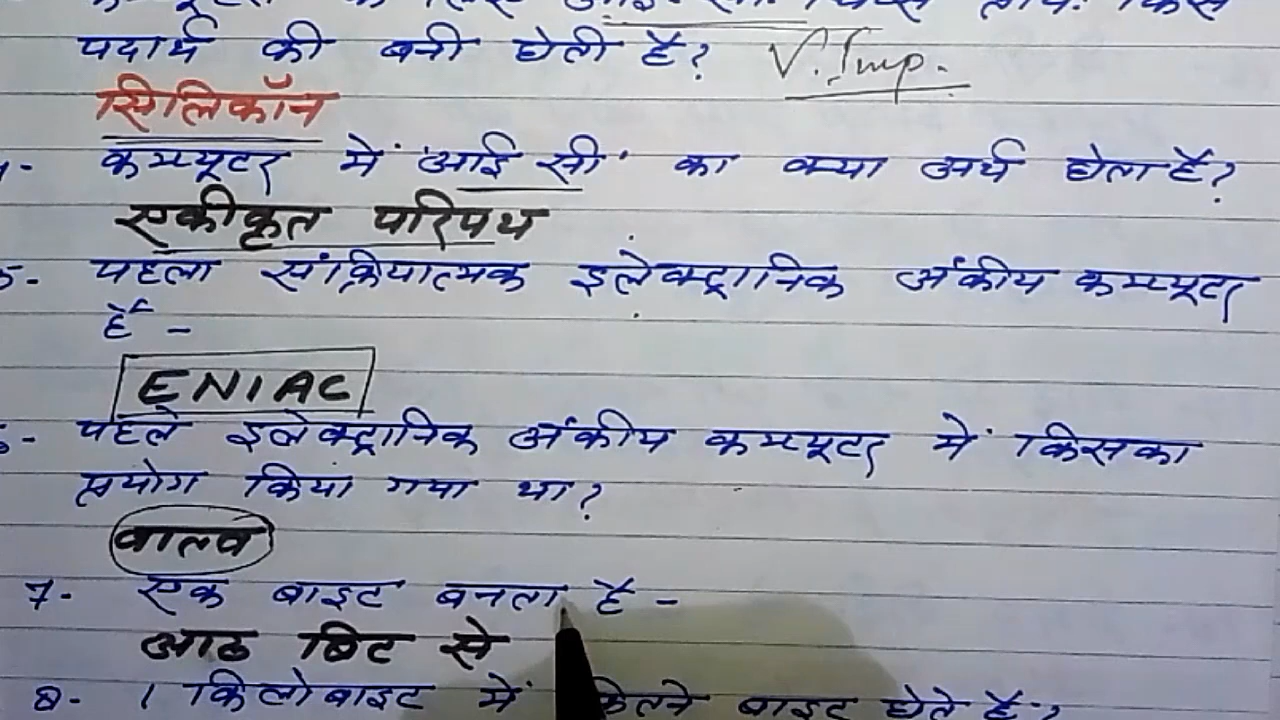 पदार्थ की बनी होती है? V. Imp.
सिलिकॉन
कम्प्यूटर में 'आई सी' का क्या अर्थ होता है?
एकीकृत परिपथ
5- पहला सांक्रियात्मक इलेक्ट्रानिक अंकीय कम्प्यूटर
है -
ENIAC
6- पहले इलेक्ट्रानिक अंकीय कम्प्यूटर में किसका
प्रयोग किया गया था?
वाल्व
7- एक बाइट बनता है -
आठ बिट से
8- 1 किलोबाइट में कितने बाइट होते है?